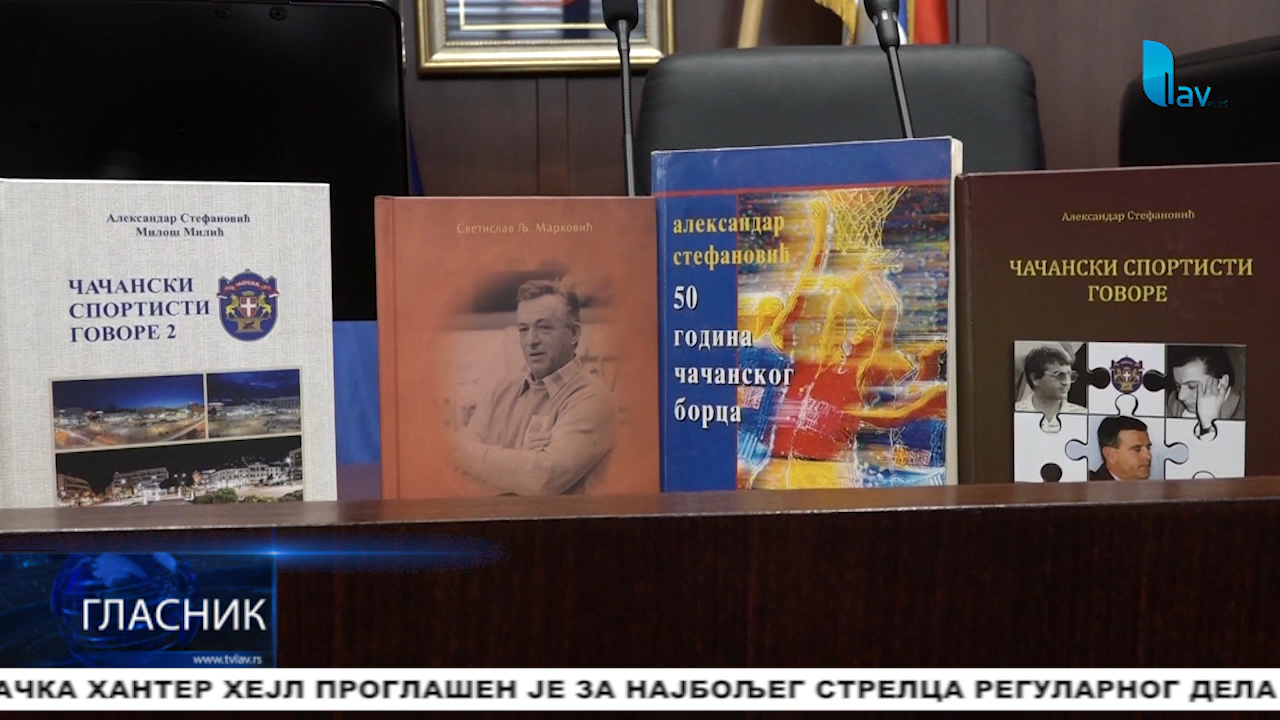 lav
PLUS
Александар Стефановић
Милош Милић
ЧАЧАНСКИ
СПОРТИСТИ
ГОВОРЕ 2
Светислав Љ. Марковић
александар
стефановић
50
година
чачанског
борца
Александар Стефановић
ЧАЧАНСКИ СПОРТИСТИ
ГОВОРЕ
ГЛАСНИК
www.tvlav.rs
АЧКА ХАНТЕР ХЕЈЛ ПРОГЛАШЕН ЈЕ ЗА НАЈБОЉЕГ СТРЕЛЦА РЕГУЛАРНОГ ДЕЛА